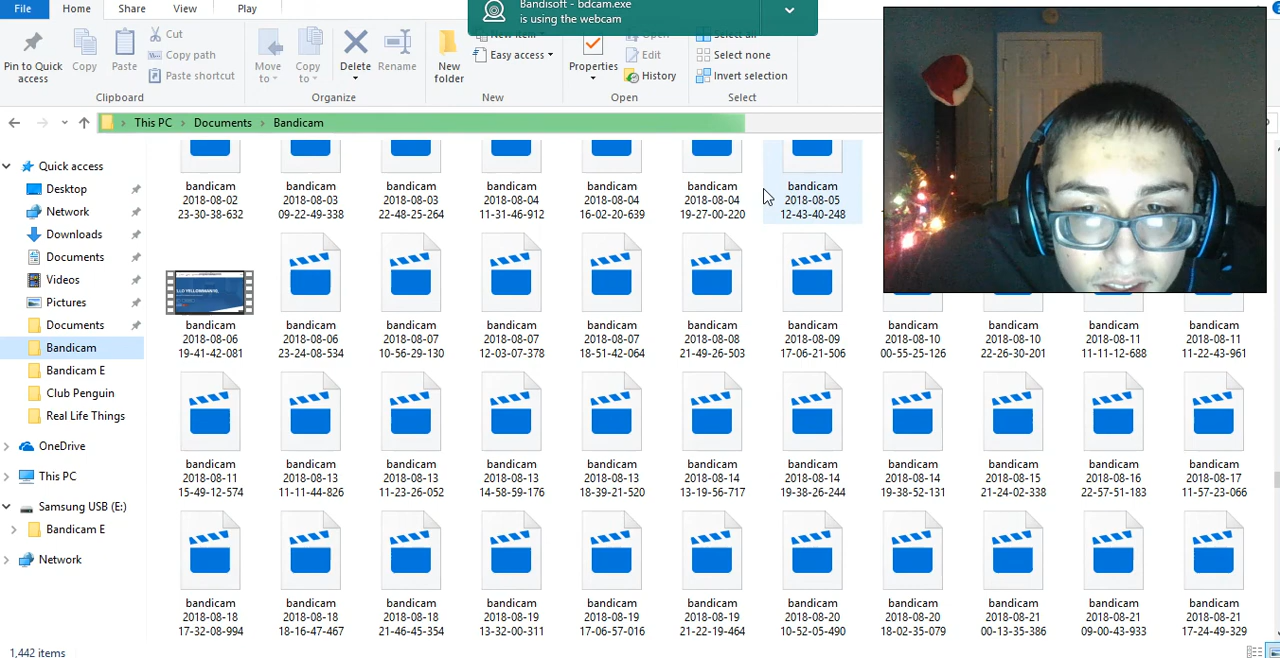 File
Home
Share
View
Play
Bandisoft - bdcam.exe
is using the webcam
Pin to Quick
access
Copy
Paste
Cut
Copy path
Paste shortcut
Clipboard
Move
to
Copy
to
Delete
Rename
Organize
New
folder
New item
Easy access
New
Properties
Open
Edit
History
Open
Select all
Select none
Invert selection
Select
This PC > Documents > Bandicam
Quick access
Desktop
Network
Downloads
Documents
Videos
Pictures
Documents
Bandicam
Bandicam E
Club Penguin
Real Life Things
OneDrive
This PC
Samsung USB (E:)
Bandicam E
Network
bandicam bandicam bandicam bandicam bandicam bandicam bandicam
2018-08-02 2018-08-03 2018-08-03 2018-08-04 2018-08-04 2018-08-04 2018-08-05
23-30-38-632 09-22-49-338 22-48-25-264 11-31-46-912 16-02-20-639 19-27-00-220 12-43-40-248
bandicam bandicam bandicam bandicam bandicam bandicam bandicam bandicam bandicam bandicam bandicam
2018-08-06 2018-08-06 2018-08-07 2018-08-07 2018-08-07 2018-08-08 2018-08-09 2018-08-10 2018-08-10 2018-08-11 2018-08-11
19-41-42-081 23-24-08-534 10-56-29-130 12-03-07-378 18-51-42-064 21-49-26-503 17-06-21-506 00-55-25-126 22-26-30-201 11-11-12-688 11-22-43-961
bandicam bandicam bandicam bandicam bandicam bandicam bandicam bandicam bandicam bandicam bandicam
2018-08-11 2018-08-13 2018-08-13 2018-08-13 2018-08-13 2018-08-14 2018-08-14 2018-08-14 2018-08-15 2018-08-16 2018-08-17
15-49-12-574 11-11-44-826 11-23-26-052 14-58-59-176 18-39-21-520 13-19-56-717 19-38-26-244 19-38-52-131 21-24-02-338 22-57-51-183 11-57-23-066
bandicam bandicam bandicam bandicam bandicam bandicam bandicam bandicam bandicam bandicam bandicam
2018-08-18 2018-08-18 2018-08-18 2018-08-19 2018-08-19 2018-08-19 2018-08-20 2018-08-20 2018-08-21 2018-08-21 2018-08-21
17-32-08-994 18-16-47-467 21-46-45-354 13-32-00-311 17-06-57-016 21-22-19-464 10-52-05-490 18-02-35-079 00-13-35-386 09-00-43-933 17-24-49-329
1,442 items